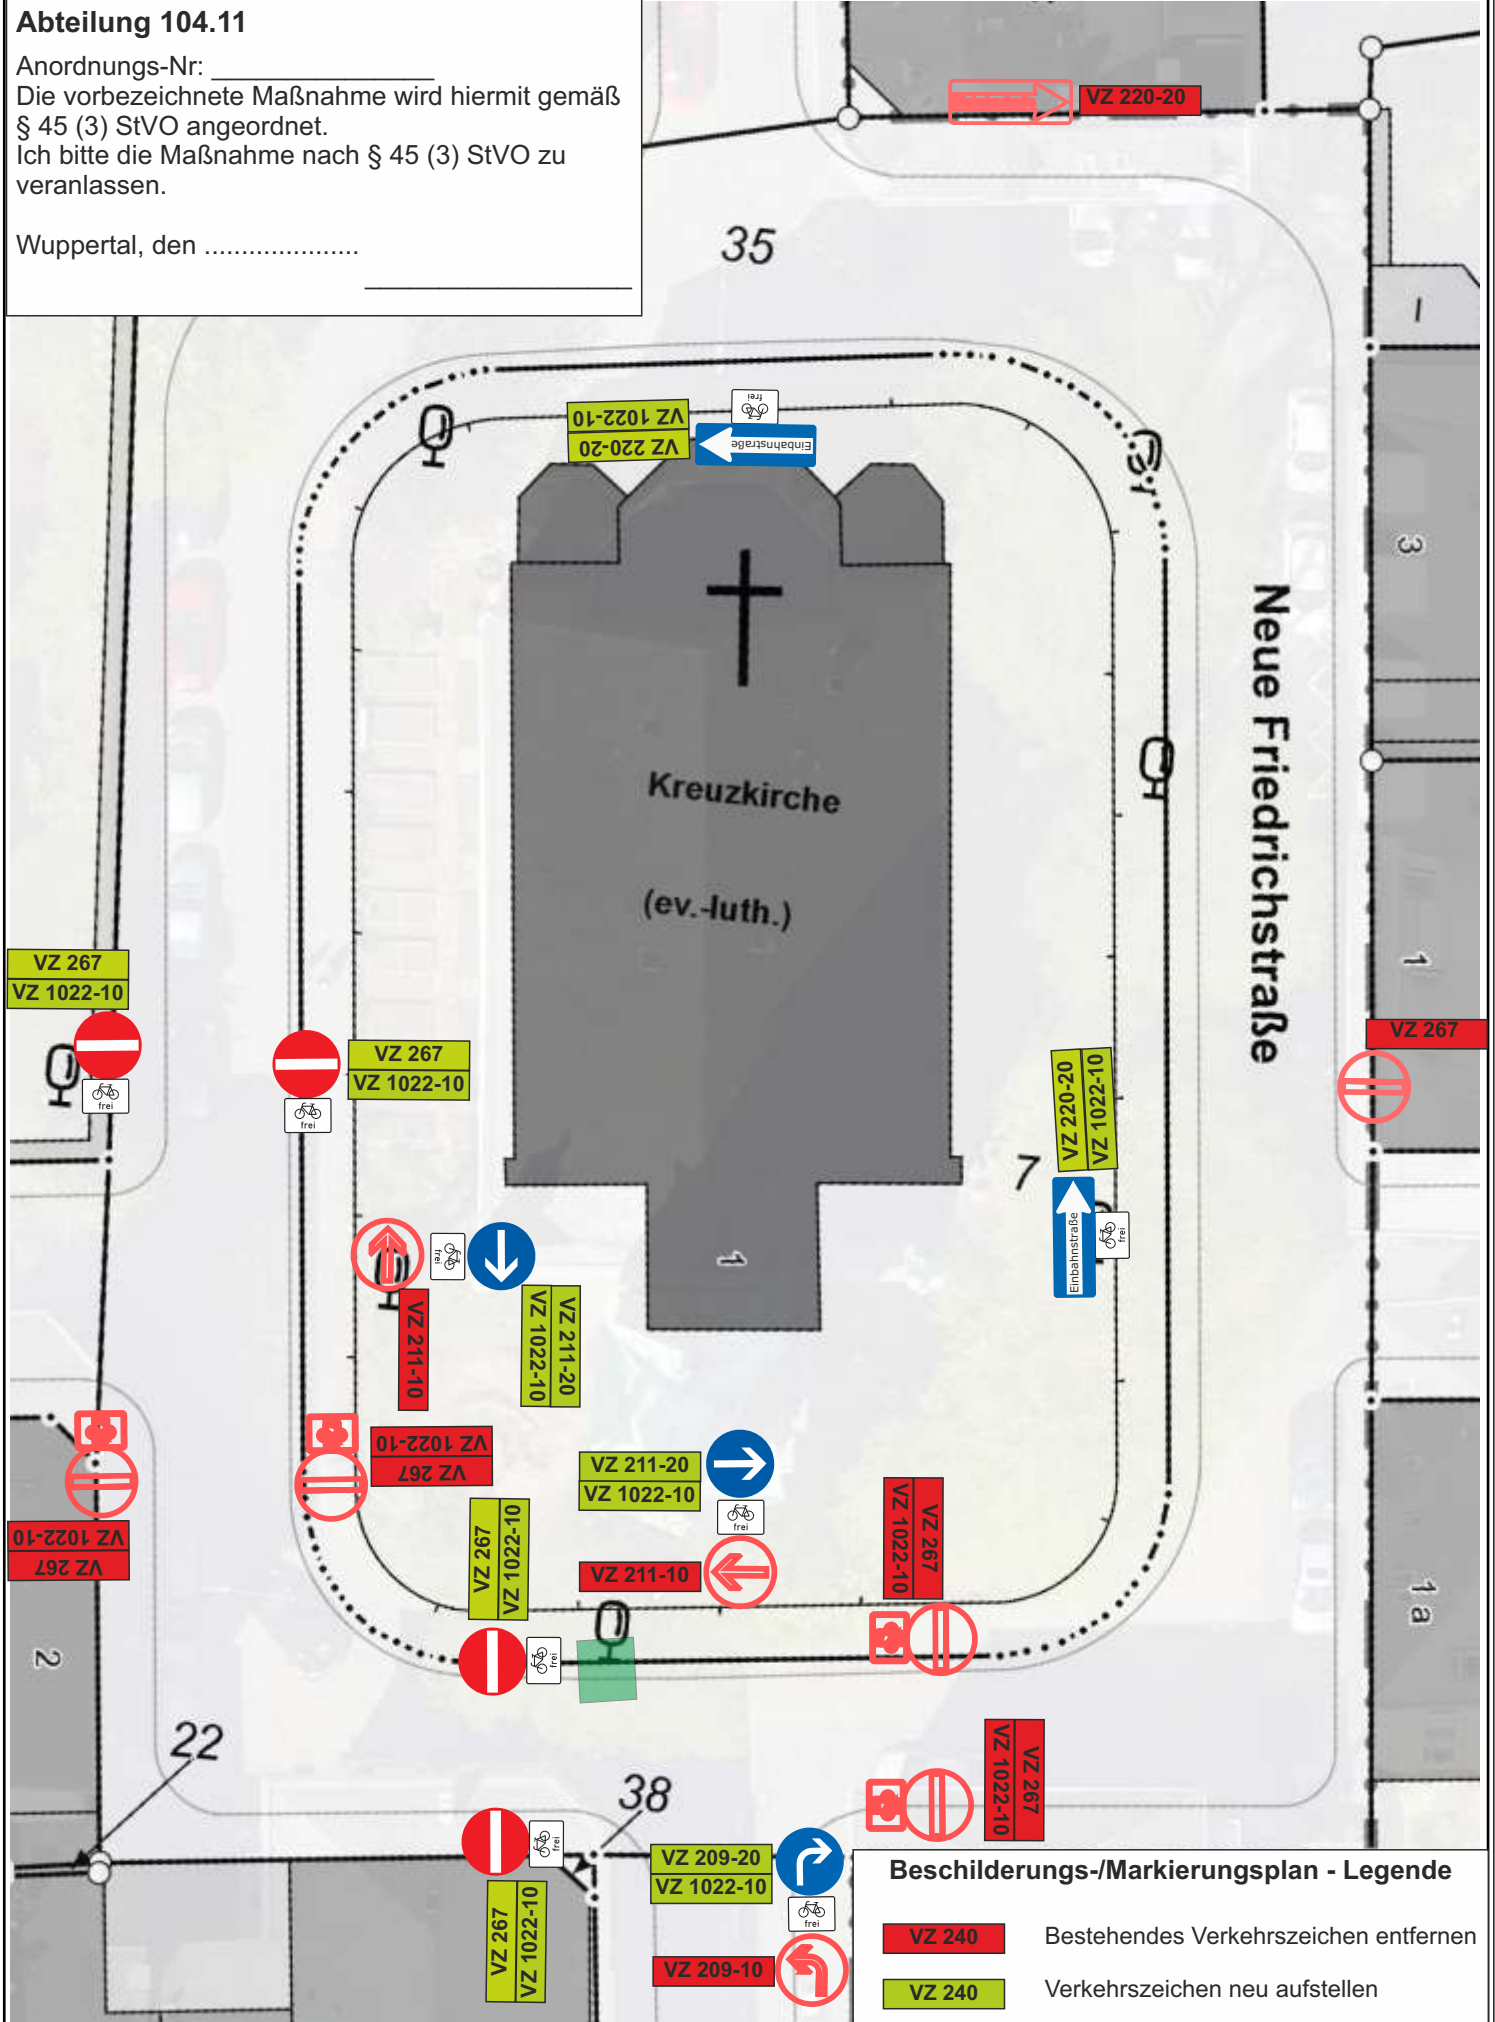 Abteilung 104.11
Anordnungs-Nr: _______________
Die vorbezeichnete Maßnahme wird hiermit gemäß
§ 45 (3) StVO angeordnet.
Ich bitte die Maßnahme nach § 45 (3) StVO zu
veranlassen.
Wuppertal, den .....................
__________________
VZ 220-20
35
I
VZ 1022-10
VZ 220-20
frei
Einbahnstraße
3
Neue Friedrichstraße
Kreuzkirche
(ev.-luth.)
1
VZ 267
VZ 1022-10
frei
VZ 267
VZ 1022-10
frei
VZ 267
VZ 220-20
VZ 1022-10
7
Einbahnstraße
frei
1
frei
VZ 211-10
VZ 211-20
VZ 1022-10
VZ 1022-10
VZ 267
VZ 1022-10
VZ 267
VZ 211-20
VZ 1022-10
frei
VZ 211-10
VZ 267
VZ 1022-10
frei
VZ 267
VZ 1022-10
1 a
2
22
38
VZ 267
VZ 1022-10
frei
VZ 267
VZ 1022-10
VZ 209-20
VZ 1022-10
frei
VZ 209-10
Beschilderungs-/Markierungsplan - Legende
VZ 240 Bestehendes Verkehrszeichen entfernen
VZ 240 Verkehrszeichen neu aufstellen